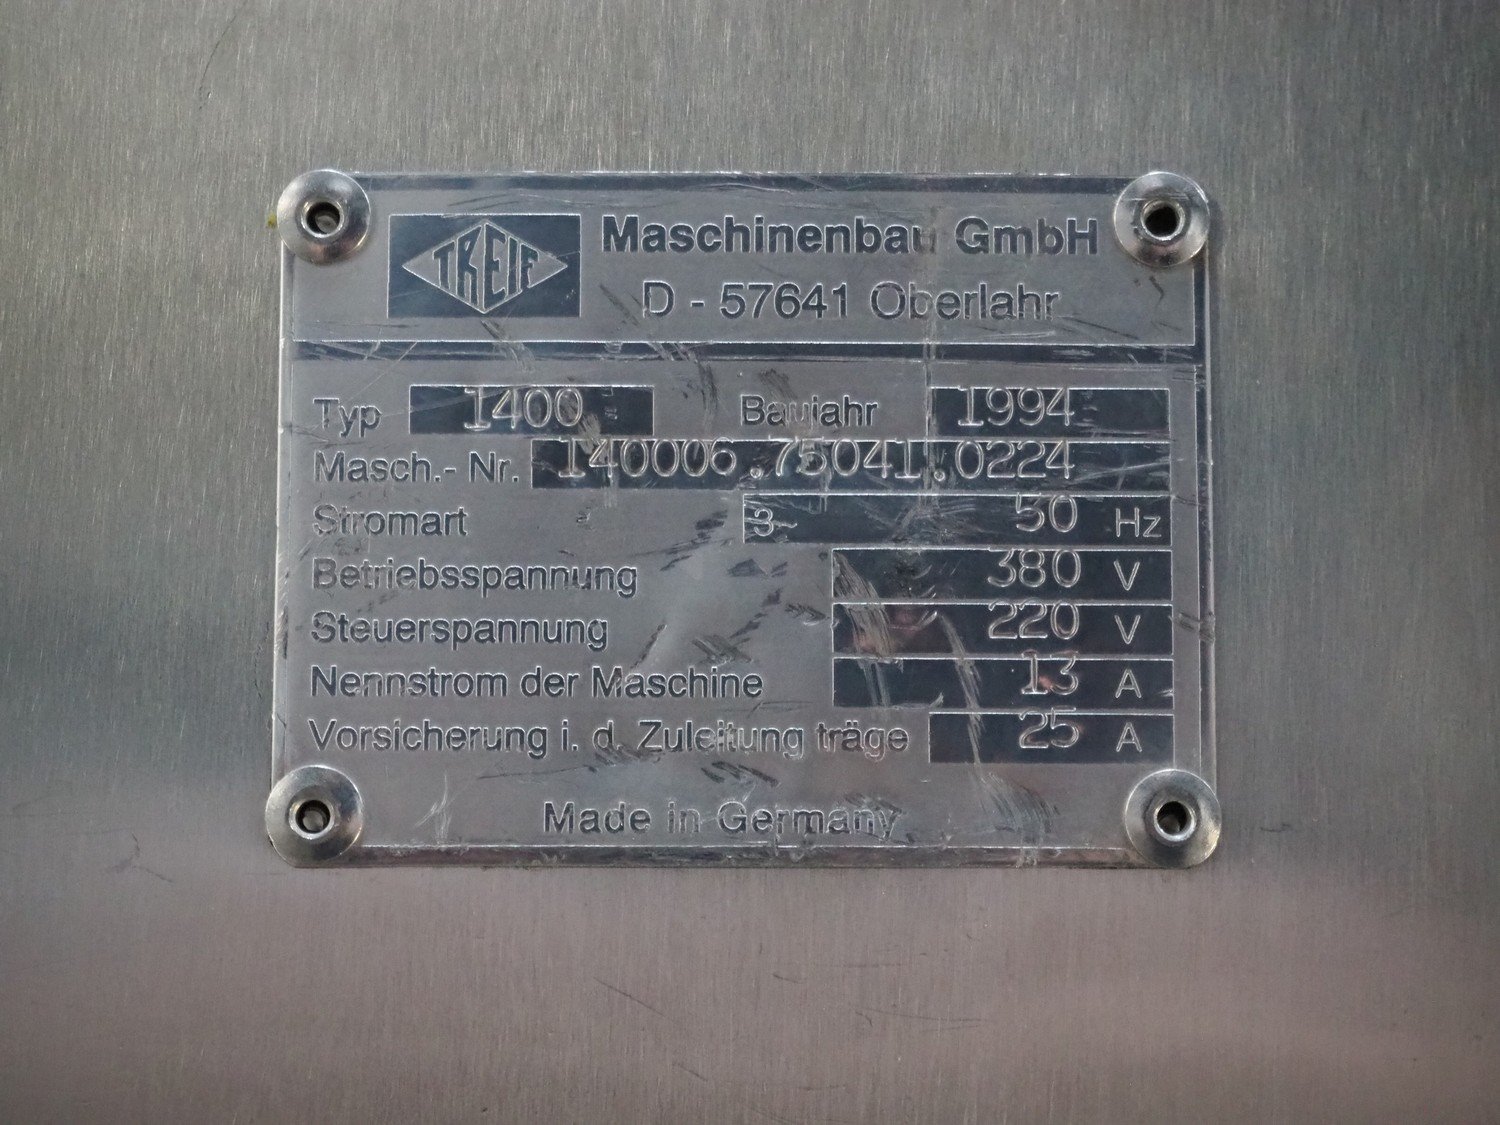 TREIF Maschinenbau GmbH
D - 57641 Oberlahr
Typ 1400 Baujahr 1994
Masch.- Nr. 140006.75041.0224
Stromart 3 50 Hz
Betriebsspannung 380 V
Steuerspannung 220 V
Nennstrom der Maschine 13 A
Vorsicherung i. d. Zuleitung träge 25 A
Made in Germany